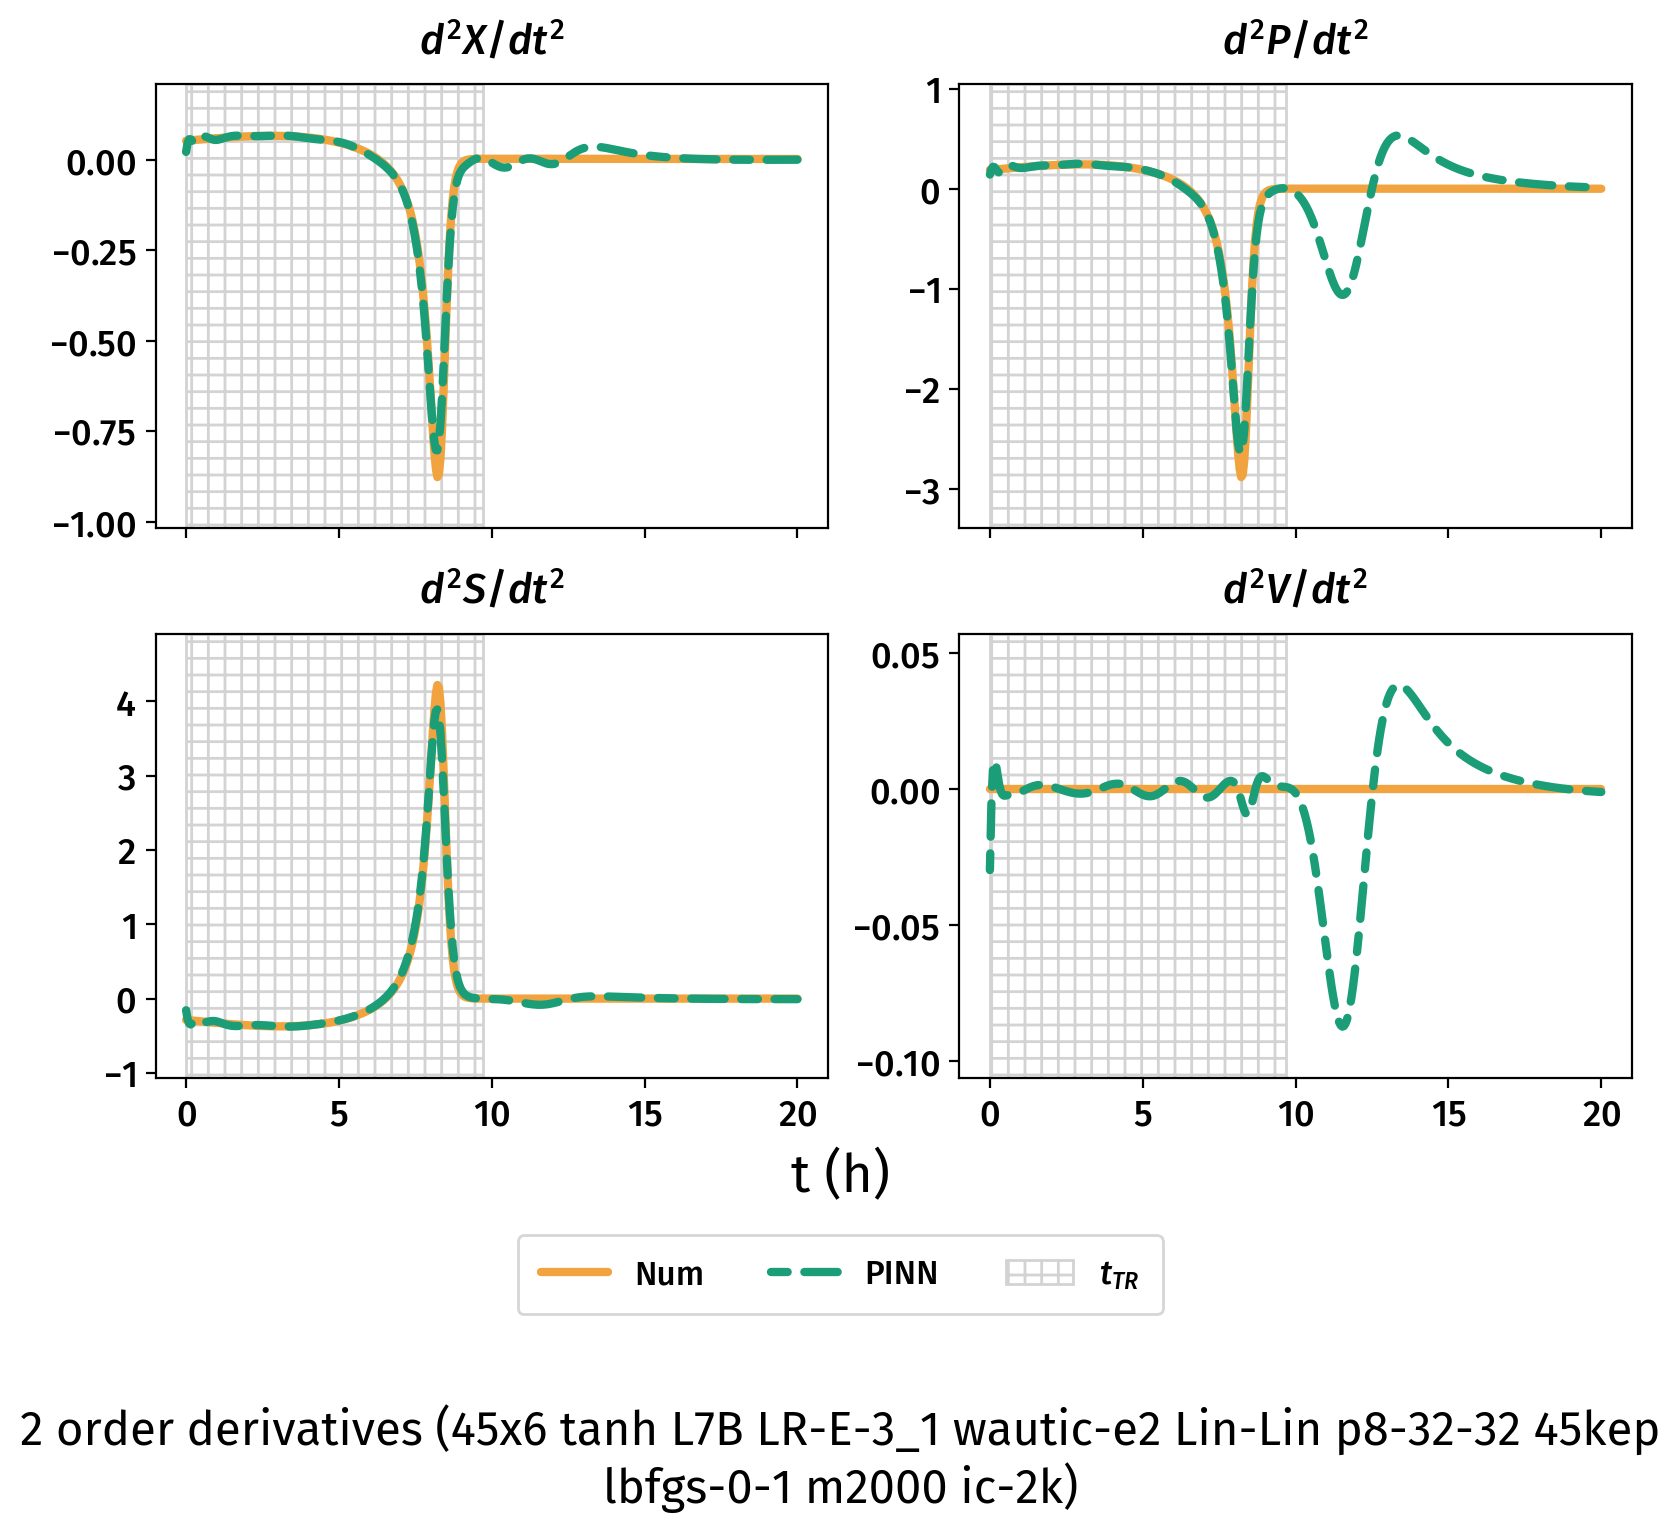 d²X/dt²
0.00
−0.25
−0.50
−0.75
−1.00
d²P/dt²
1
0
−1
−2
−3
d²S/dt²
4
3
2
1
0
−1
0 5 10 15 20
d²V/dt²
0.05
0.00
−0.05
−0.10
0 5 10 15 20
t (h)
Num PINN t_TR
2 order derivatives (45x6 tanh L7B LR-E-3_1 wautic-e2 Lin-Lin p8-32-32 45kep
lbfgs-0-1 m2000 ic-2k)